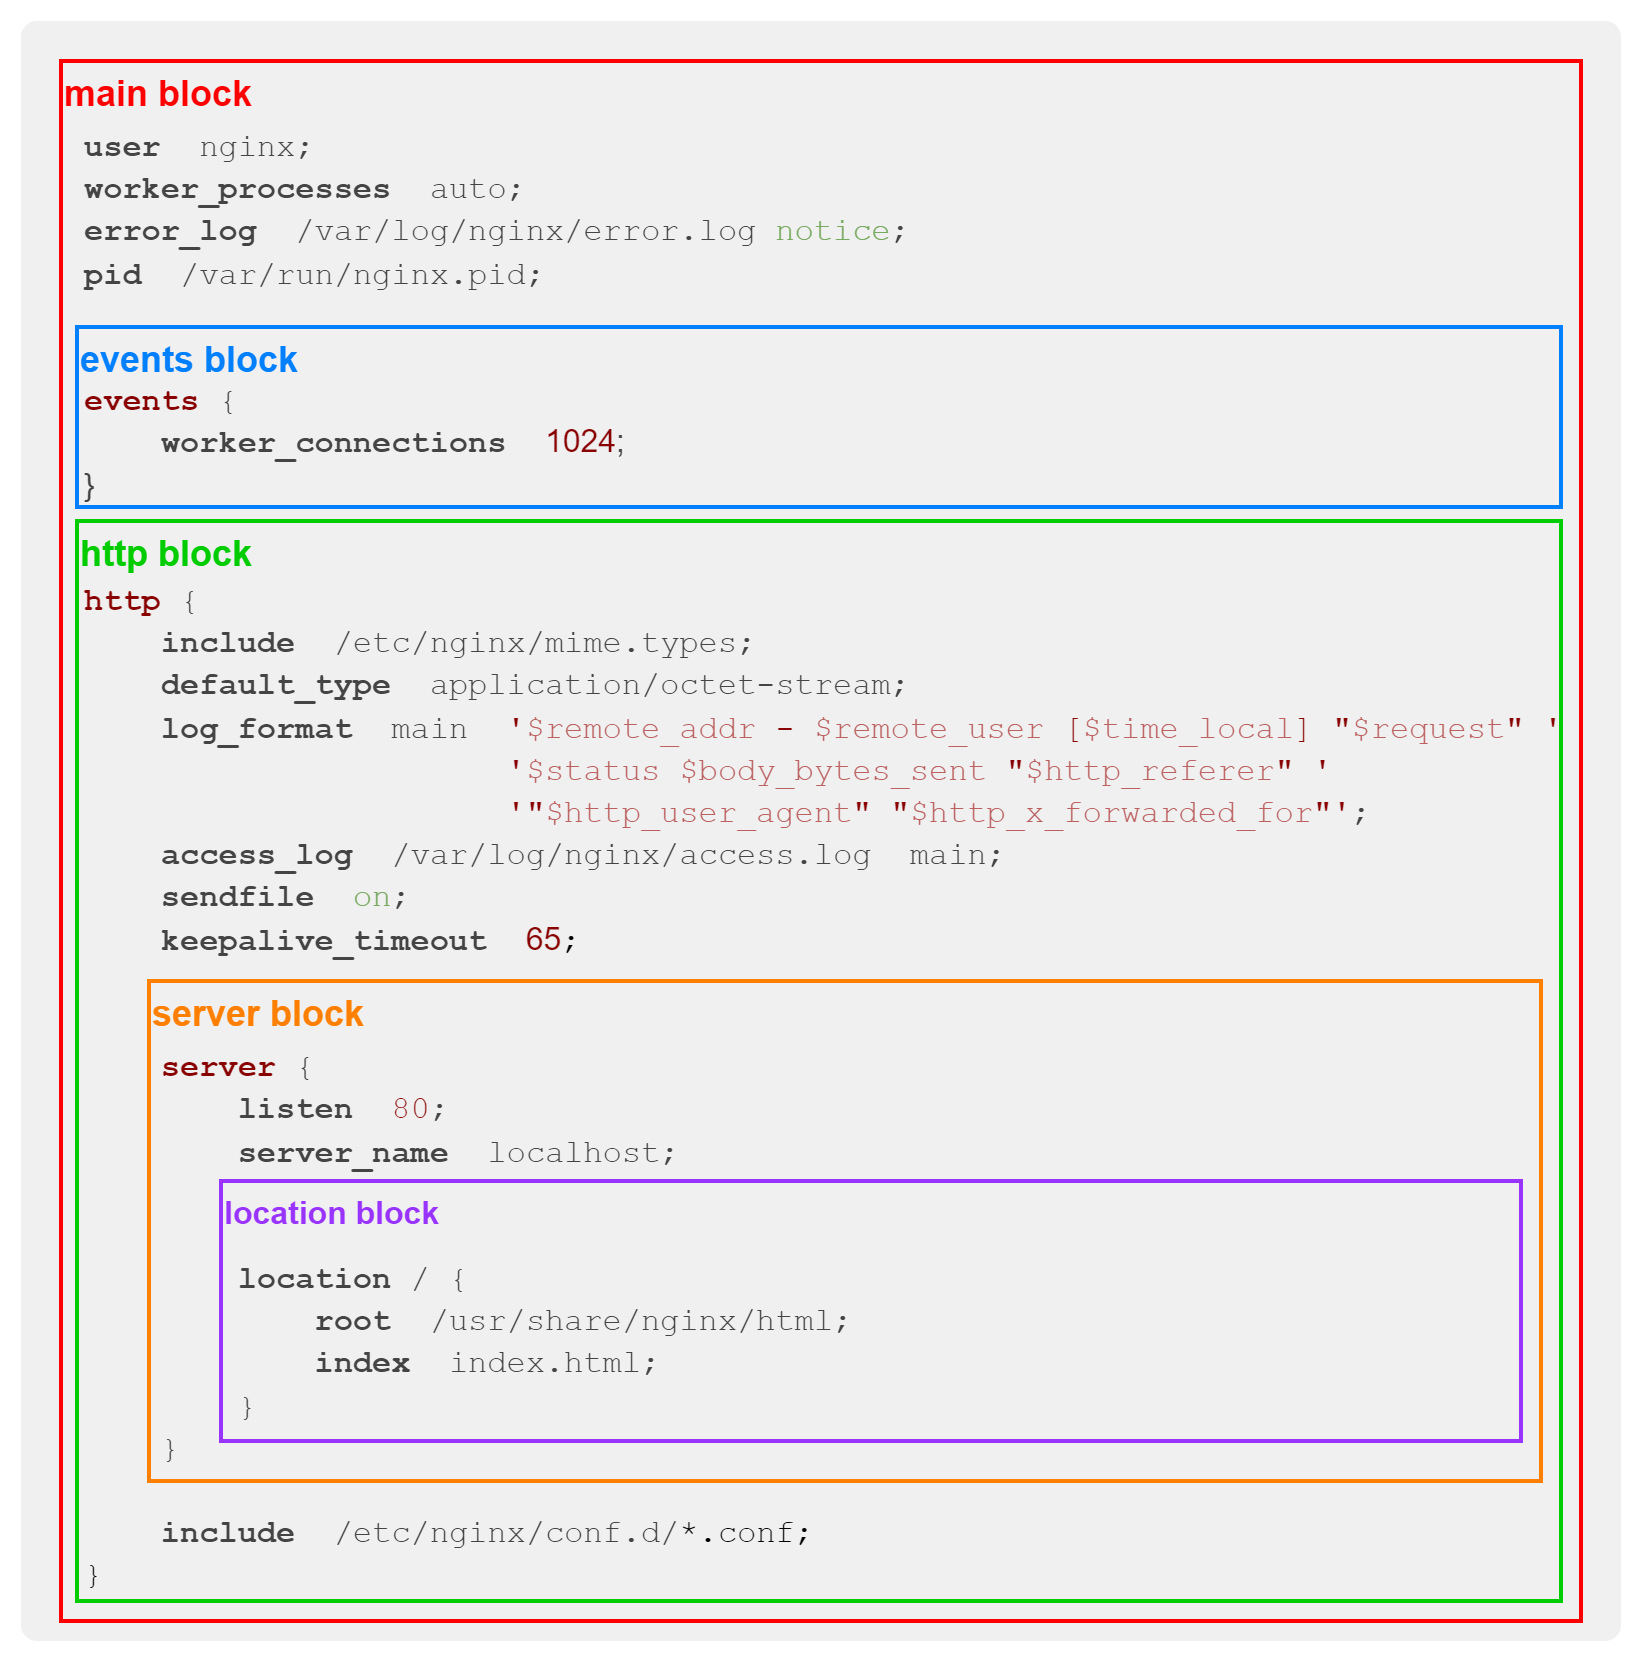 main block
user  nginx;
worker_processes  auto;
error_log  /var/log/nginx/error.log notice;
pid  /var/run/nginx.pid;
events block
events {
    worker_connections  1024;
}
http block
http {
    include  /etc/nginx/mime.types;
    default_type  application/octet-stream;
    log_format  main  '$remote_addr - $remote_user [$time_local] "$request" '
                      '$status $body_bytes_sent "$http_referer" '
                      '"$http_user_agent" "$http_x_forwarded_for"';
    access_log  /var/log/nginx/access.log  main;
    sendfile  on;
    keepalive_timeout  65;
server block
    server {
        listen  80;
        server_name  localhost;
location block
        location / {
            root  /usr/share/nginx/html;
            index  index.html;
        }
    }
    include  /etc/nginx/conf.d/*.conf;
}